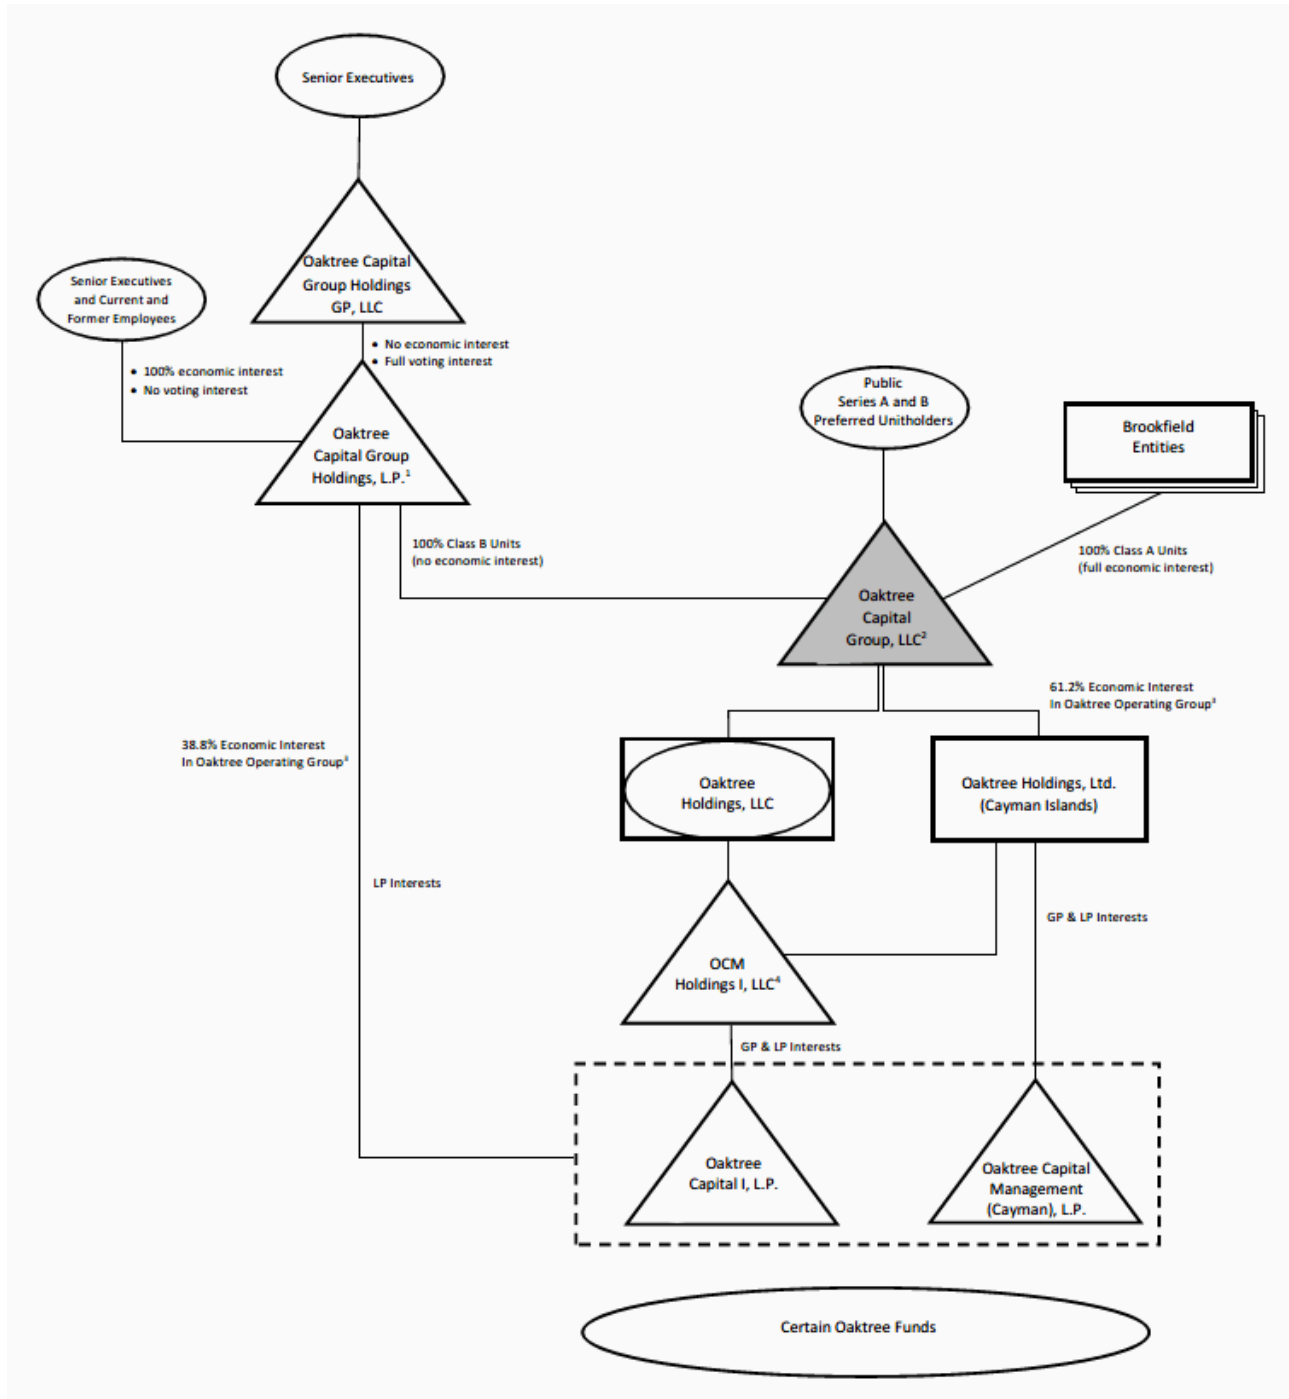 Senior Executives
Oaktree Capital
Group Holdings
GP, LLC
Senior Executives
and Current and
Former Employees
• No economic interest
• Full voting interest
• 100% economic interest
• No voting interest
Public
Series A and B
Preferred Unitholders
Brookfield
Entities
Oaktree
Capital Group
Holdings, L.P.¹
100% Class B Units
(no economic interest)
100% Class A Units
(full economic interest)
Oaktree
Capital
Group, LLC²
61.2% Economic Interest
In Oaktree Operating Group³
38.8% Economic Interest
In Oaktree Operating Group³
Oaktree
Holdings, LLC
Oaktree Holdings, Ltd.
(Cayman Islands)
LP Interests
GP & LP Interests
OCM
Holdings I, LLC⁴
GP & LP Interests
Oaktree
Capital I, L.P.
Oaktree Capital
Management
(Cayman), L.P.
Certain Oaktree Funds